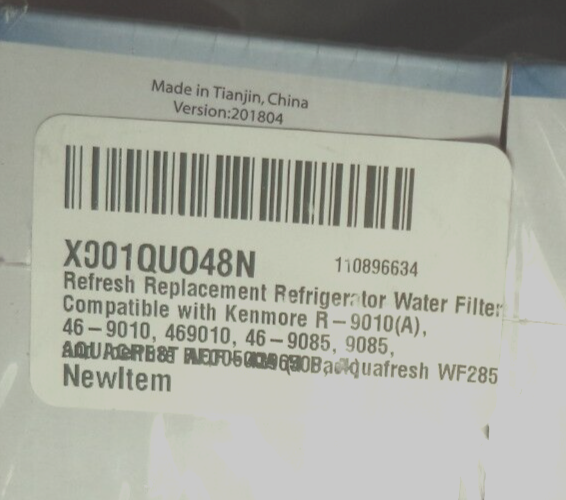 Made in Tianjin, China
Version:201804
X001QUO48N
110896634
Refresh Replacement Refrigerator Water Filter
Compatible with Kenmore R-9010(A),
46-9010, 469010, 46-9085, 9085,
Aquafresh WF285
NewItem